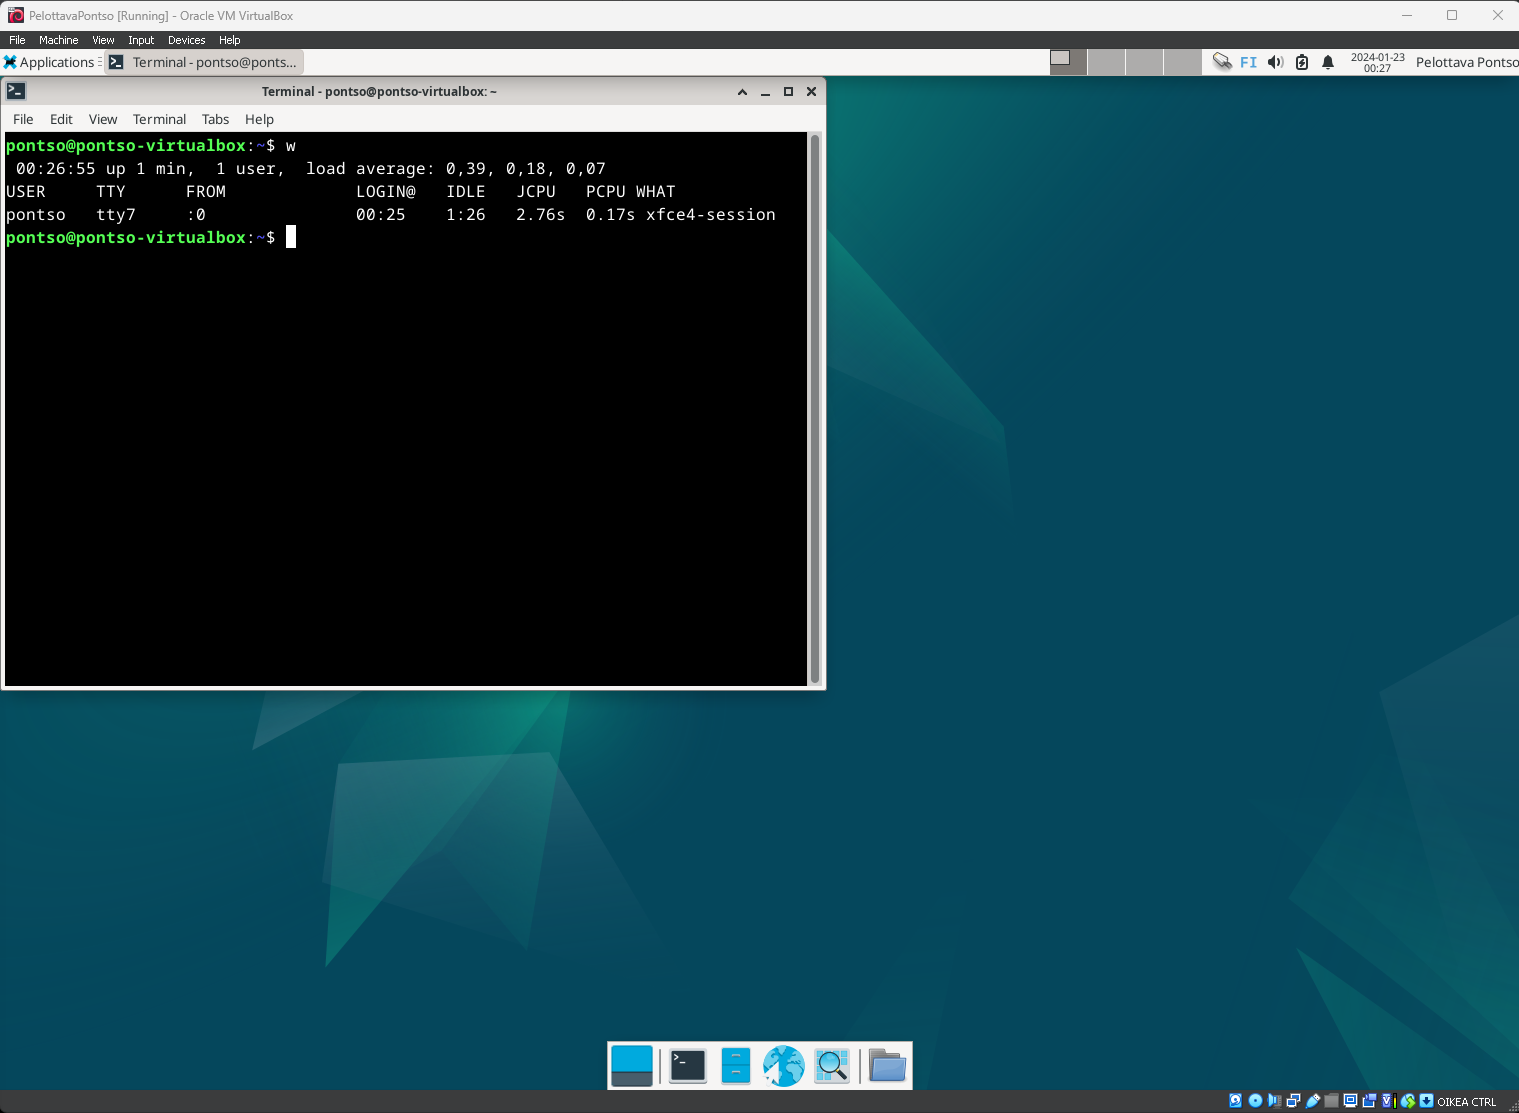 PelottavaPontso [Running] - Oracle VM VirtualBox
File Machine View Input Devices Help
Applications Terminal - pontso@ponts... FI 2024-01-23 Pelottava Pontso
00:27
Terminal - pontso@pontso-virtualbox: ~
File Edit View Terminal Tabs Help
pontso@pontso-virtualbox:~$ w
00:26:55 up 1 min, 1 user, load average: 0,39, 0,18, 0,07
USER TTY FROM LOGIN@ IDLE JCPU PCPU WHAT
pontso tty7 :0 00:25 1:26 2.76s 0.17s xfce4-session
pontso@pontso-virtualbox:~$
OIKEA CTRL